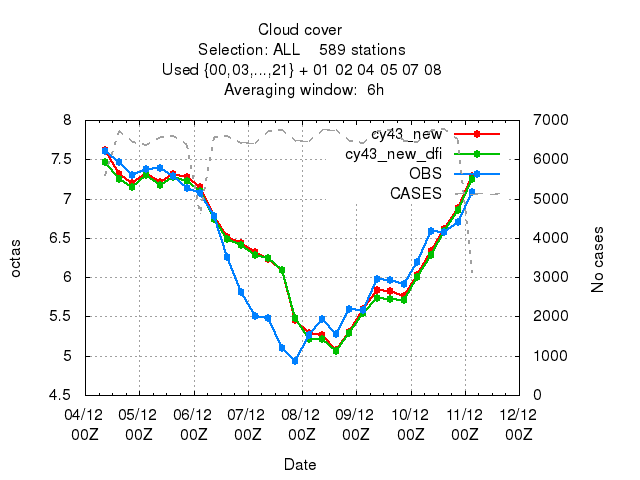 Cloud cover
Selection: ALL    589 stations
Used {00,03,...,21} + 01 02 04 05 07 08
Averaging window:  6h
8
7.5
7
6.5
6
5.5
5
4.5
octas
7000
6000
5000
4000
3000
2000
1000
0
No cases
cy43_new
cy43_new_dfi
OBS
CASES
04/12 05/12 06/12 07/12 08/12 09/12 10/12 11/12 12/12
00Z 00Z 00Z 00Z 00Z 00Z 00Z 00Z 00Z
Date